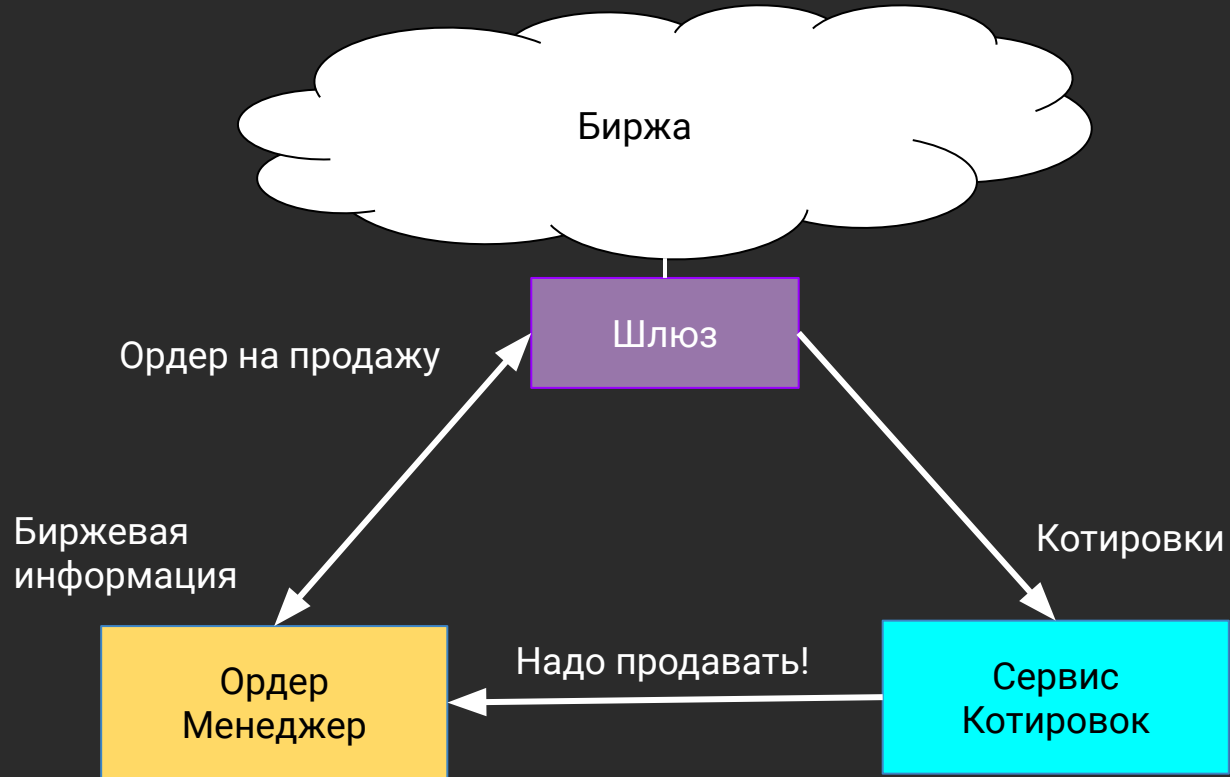 Биржа
Шлюз
Ордер на продажу
Биржевая
информация
Котировки
Надо продавать!
Ордер
Менеджер
Сервис
Котировок